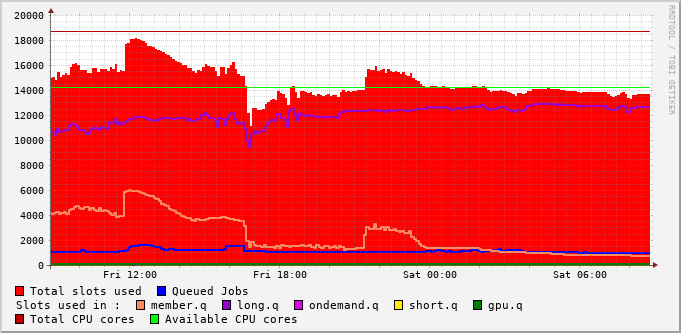 20000
18000
16000
14000
12000
10000
8000
6000
4000
2000
0
Fri 12:00 Fri 18:00 Sat 00:00 Sat 06:00
RRDTOOL / TOBI OETIKER
Total slots used Queued Jobs
Slots used in : member.q long.q ondemand.q short.q gpu.q
Total CPU cores Available CPU cores